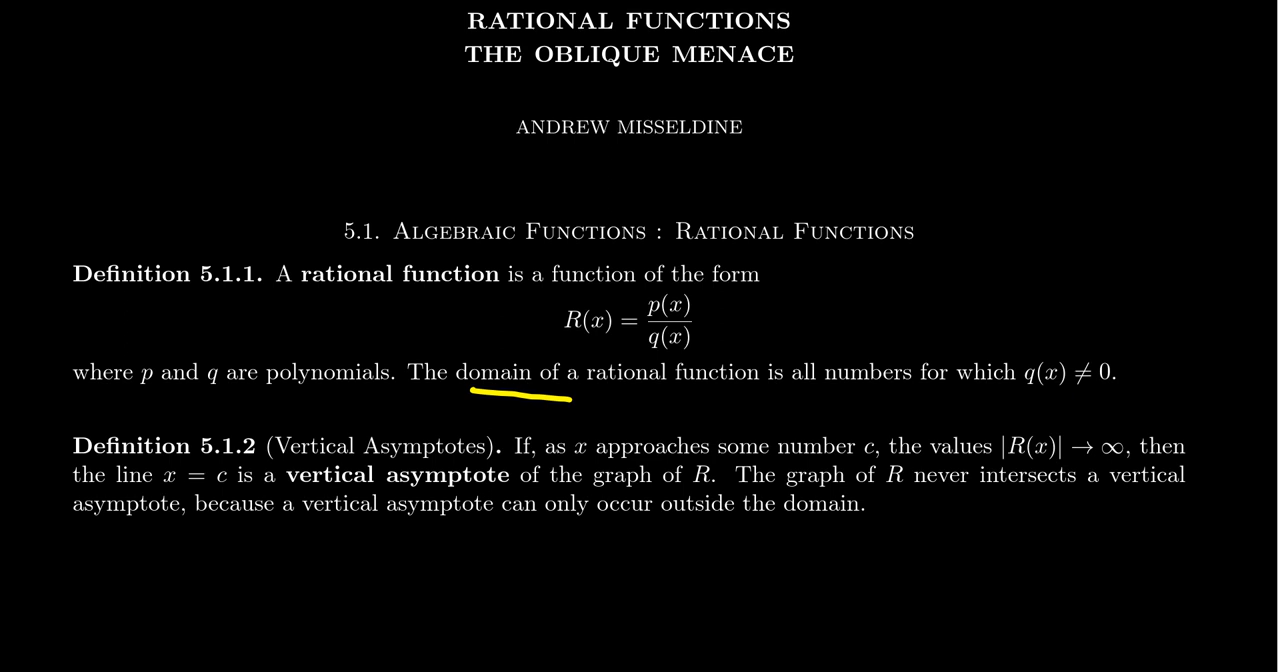 RATIONAL FUNCTIONS
THE OBLIQUE MENACE
ANDREW MISSELDINE
5.1. ALGEBRAIC FUNCTIONS : RATIONAL FUNCTIONS
Definition 5.1.1. A rational function is a function of the form
R(x) = p(x)/q(x)
where p and q are polynomials. The domain of a rational function is all numbers for which q(x) ≠ 0.
Definition 5.1.2 (Vertical Asymptotes). If, as x approaches some number c, the values |R(x)| → ∞, then
the line x = c is a vertical asymptote of the graph of R. The graph of R never intersects a vertical
asymptote, because a vertical asymptote can only occur outside the domain.